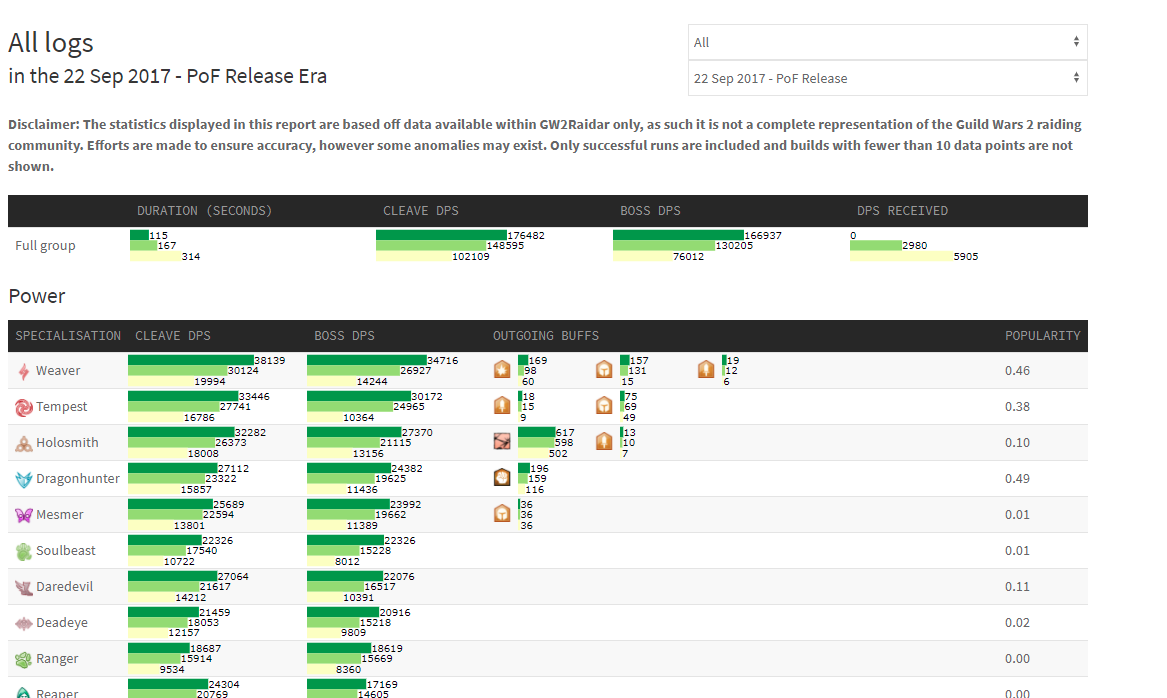 All logs
in the 22 Sep 2017 - PoF Release Era
All
22 Sep 2017 - PoF Release
Disclaimer: The statistics displayed in this report are based off data available within GW2Raidar only, as such it is not a complete representation of the Guild Wars 2 raiding
community. Efforts are made to ensure accuracy, however some anomalies may exist. Only successful runs are included and builds with fewer than 10 data points are not
shown.
DURATION (SECONDS) CLEAVE DPS BOSS DPS DPS RECEIVED
115 176482 166937 0
Full group 167 148595 130205 2980
314 102109 76012 5905
Power
SPECIALISATION CLEAVE DPS BOSS DPS OUTGOING BUFFS POPULARITY
38139 34716 169 157 19
Weaver 30124 26927 98 131 12 0.46
19994 14244 60 15 6
33446 30172 18 75
Tempest 27741 24965 15 69 0.38
16786 10364 9 49
32282 27370 617 13
Holosmith 26373 21115 598 10 0.10
18008 13156 502 7
27112 24382 196
Dragonhunter 23322 19625 159 0.49
15857 11436 116
25689 23992 36
Mesmer 22594 19662 36 0.01
13801 11389 36
22326 22326
Soulbeast 17540 15228 0.01
10722 8012
27064 22076
Daredevil 21617 16517 0.11
14212 10391
21459 20916
Deadeye 18053 15218 0.02
12157 9809
18687 18619
Ranger 15914 15669 0.00
9534 8360
24304 17169
Reaper 20769 14605 0.00